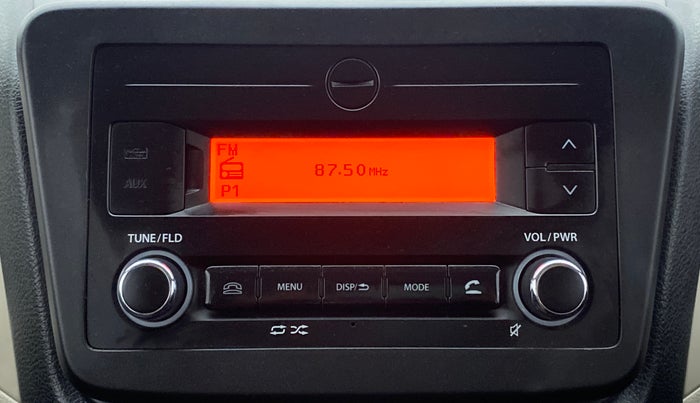 FM
87.50 MHz
P1
AUX
TUNE/FLD
VOL/PWR
MENU
DISP/
MODE